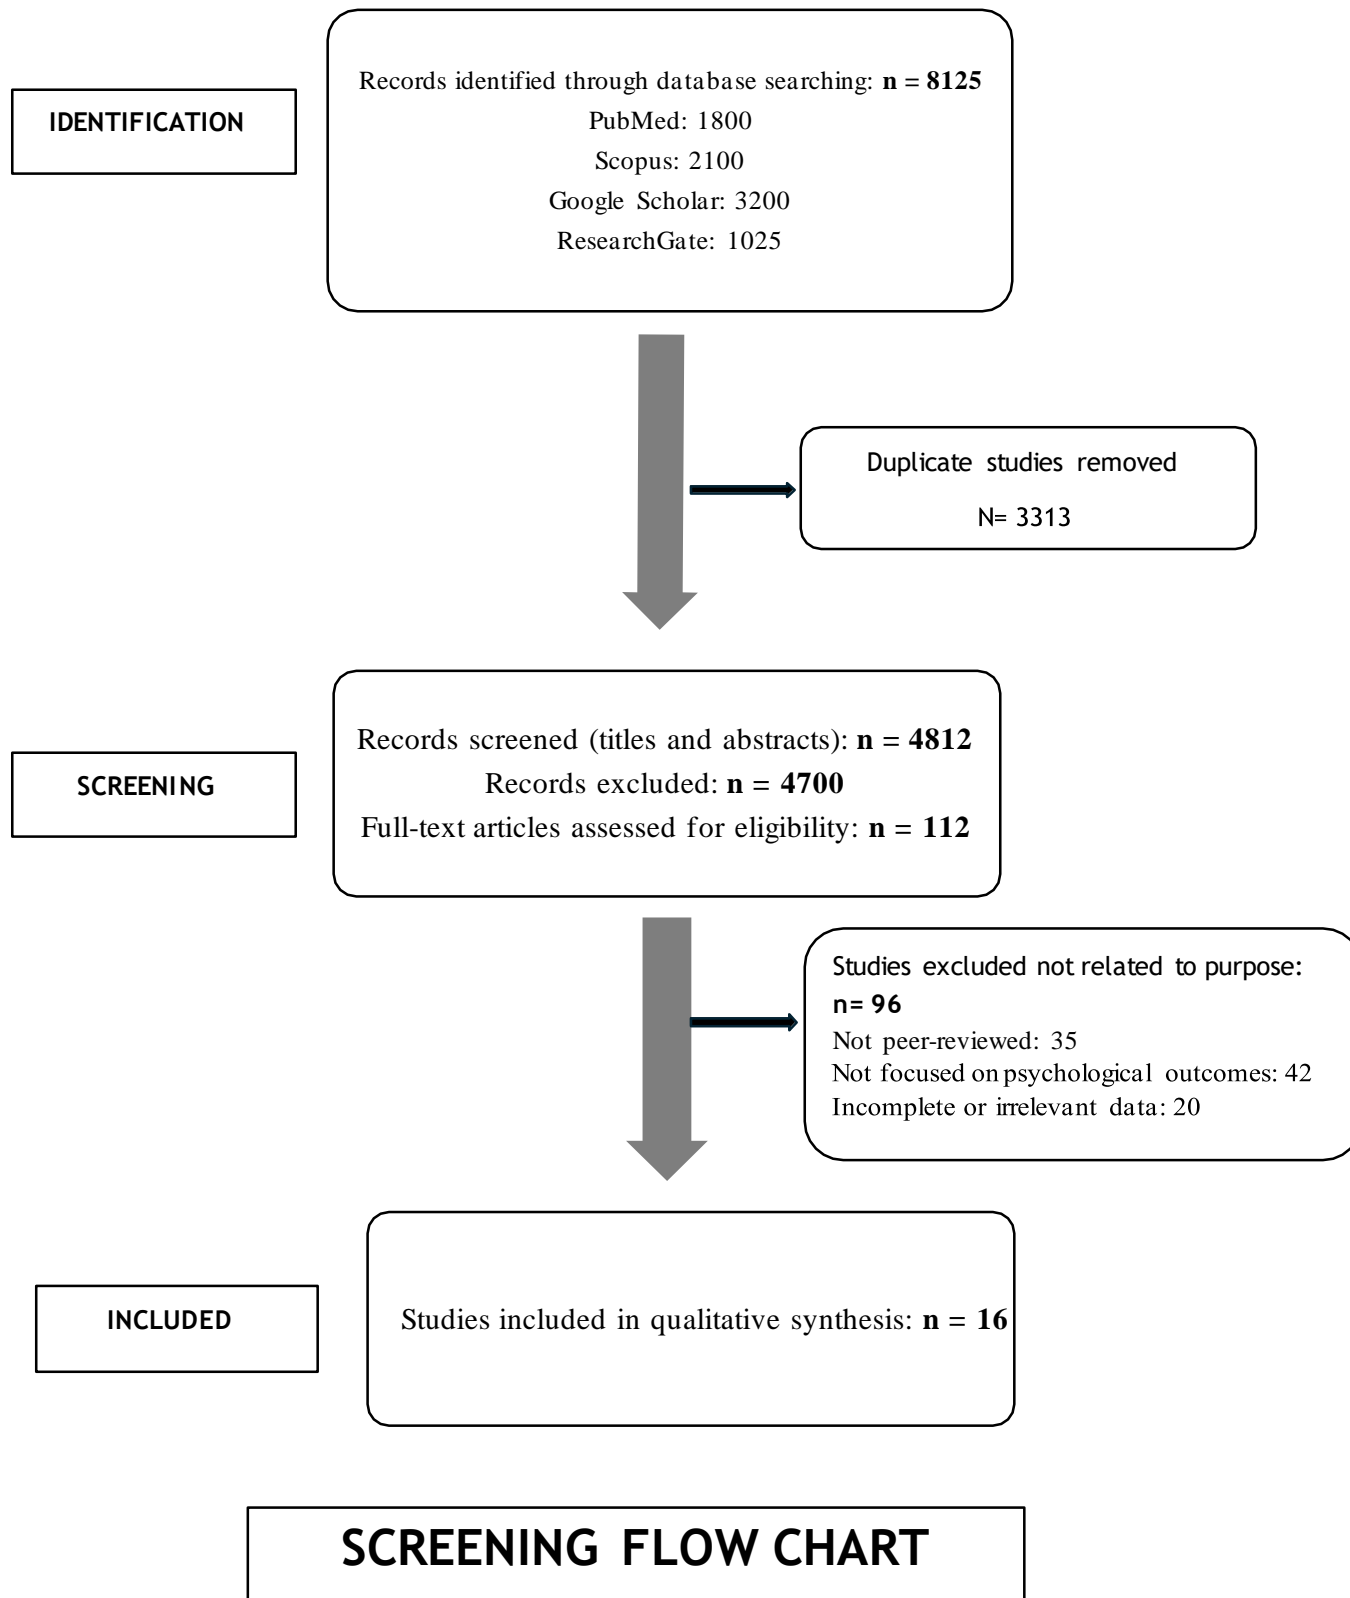 IDENTIFICATION
Records identified through database searching: n = 8125
PubMed: 1800
Scopus: 2100
Google Scholar: 3200
ResearchGate: 1025
Duplicate studies removed
N= 3313
SCREENING
Records screened (titles and abstracts): n = 4812
Records excluded: n = 4700
Full-text articles assessed for eligibility: n = 112
Studies excluded not related to purpose:
n= 96
Not peer-reviewed: 35
Not focused on psychological outcomes: 42
Incomplete or irrelevant data: 20
INCLUDED
Studies included in qualitative synthesis: n = 16
SCREENING FLOW CHART